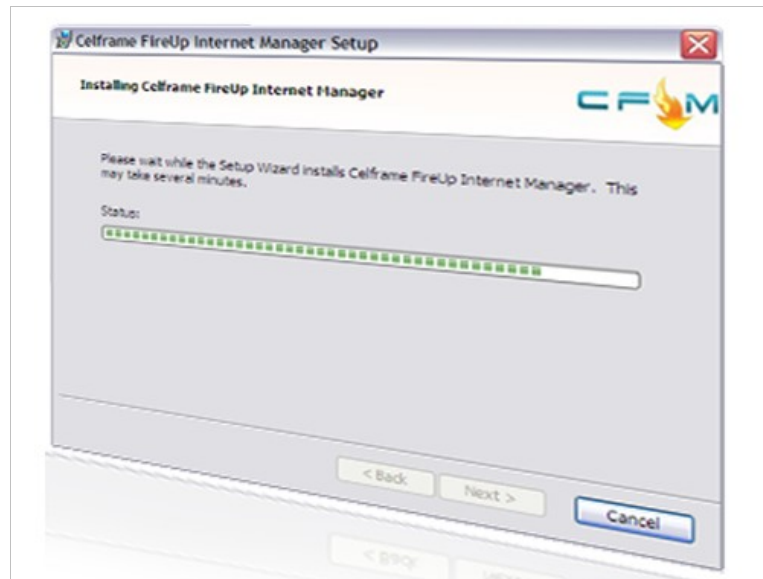 Celframe FireUp Internet Manager Setup
Installing Celframe FireUp Internet Manager
CFM
Please wait while the Setup Wizard installs Celframe FireUp Internet Manager. This
may take several minutes.
Status:
< Back
Next >
Cancel
< Back